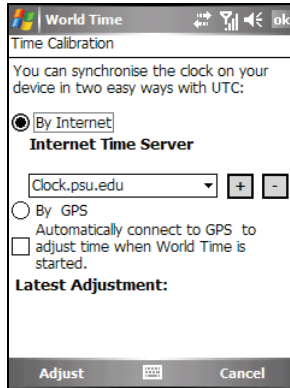 World Time
ok
Time Calibration
You can synchronise the clock on your
device in two easy ways with UTC:
By Internet
Internet Time Server
Clock.psu.edu
+ -
By GPS
Automatically connect to GPS to
adjust time when World Time is
started.
Latest Adjustment:
Adjust
Cancel